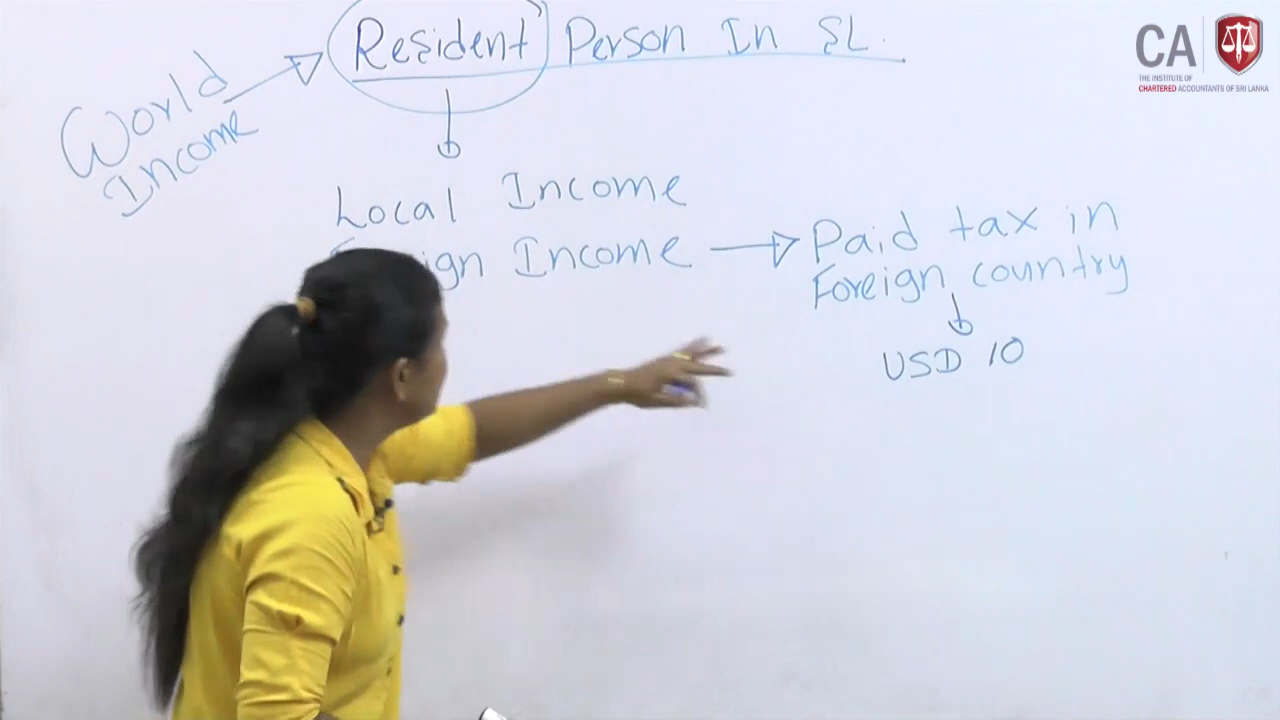 Resident Person In SL.
World
Income
Local Income
Income → Paid tax in
Foreign country
USD 10
CA
THE INSTITUTE OF
CHARTERED ACCOUNTANTS OF SRI LANKA